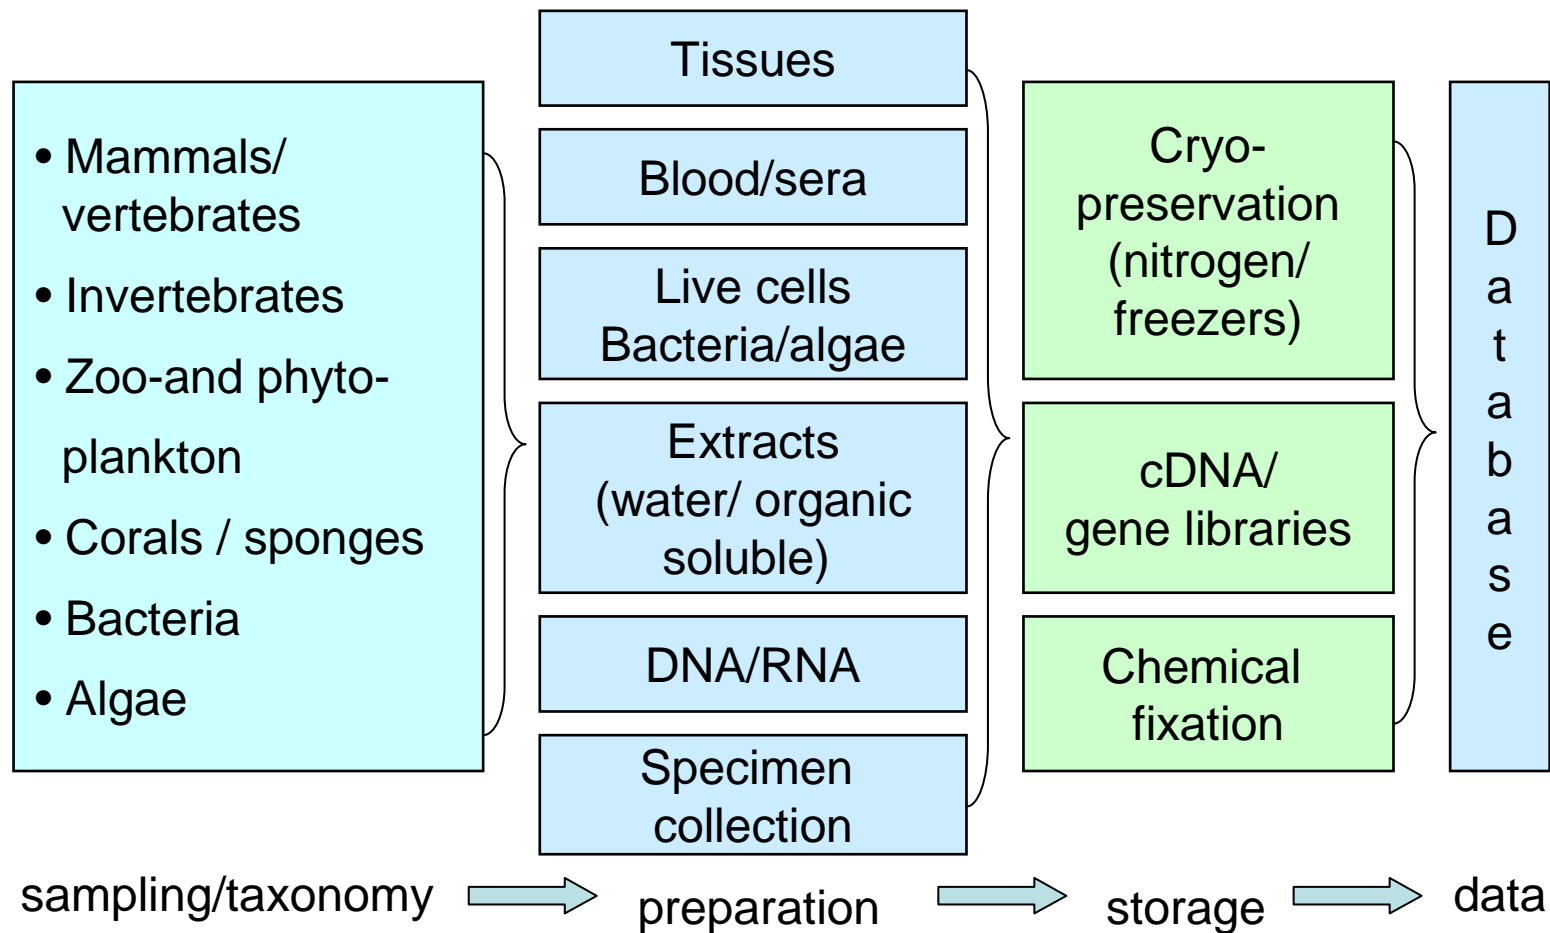 • Mammals/
vertebrates
• Invertebrates
• Zoo-and phyto-
plankton
• Corals / sponges
• Bacteria
• Algae
Tissues
Blood/sera
Live cells
Bacteria/algae
Extracts
(water/ organic
soluble)
DNA/RNA
Specimen
collection
Cryo-
preservation
(nitrogen/
freezers)
cDNA/
gene libraries
Chemical
fixation
Database
sampling/taxonomy
preparation
storage
data